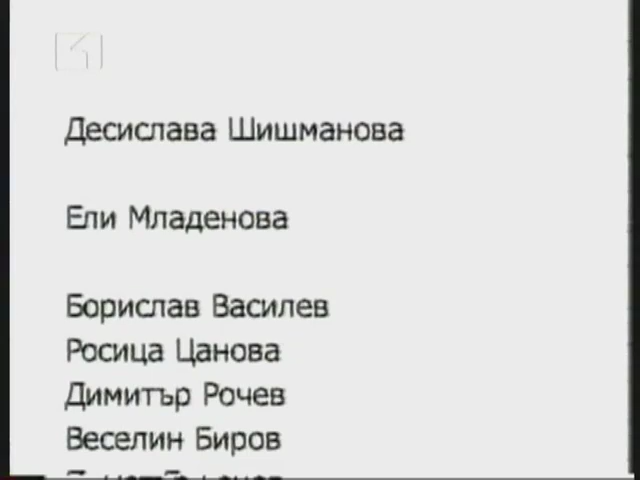 Десислава Шишманова
Ели Младенова
Борислав Василев
Росица Цанова
Димитър Рочев
Веселин Биров